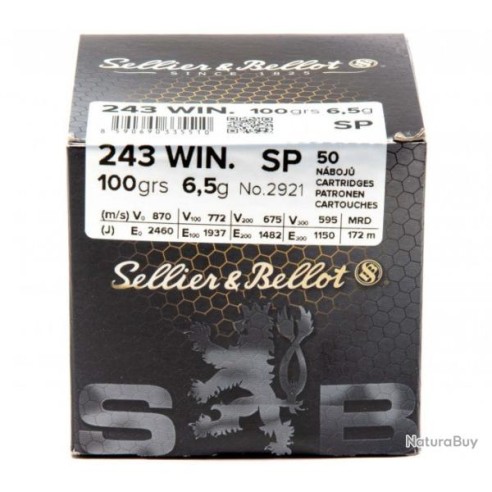 Sellier & Bellot SB
SINCE 1825
243 WIN. 100grs 6,5g
SP
243 WIN. SP 50
NÁBOJŮ
CARTRIDGES
100grs 6,5g No.2921 PATRONEN
CARTOUCHES
(m/s) V0 870 V100 772 V200 675 V300 595 MRD
(J) E0 2460 E100 1937 E200 1482 E300 1150 172 m
Sellier & Bellot SB
S B
NaturaBuy